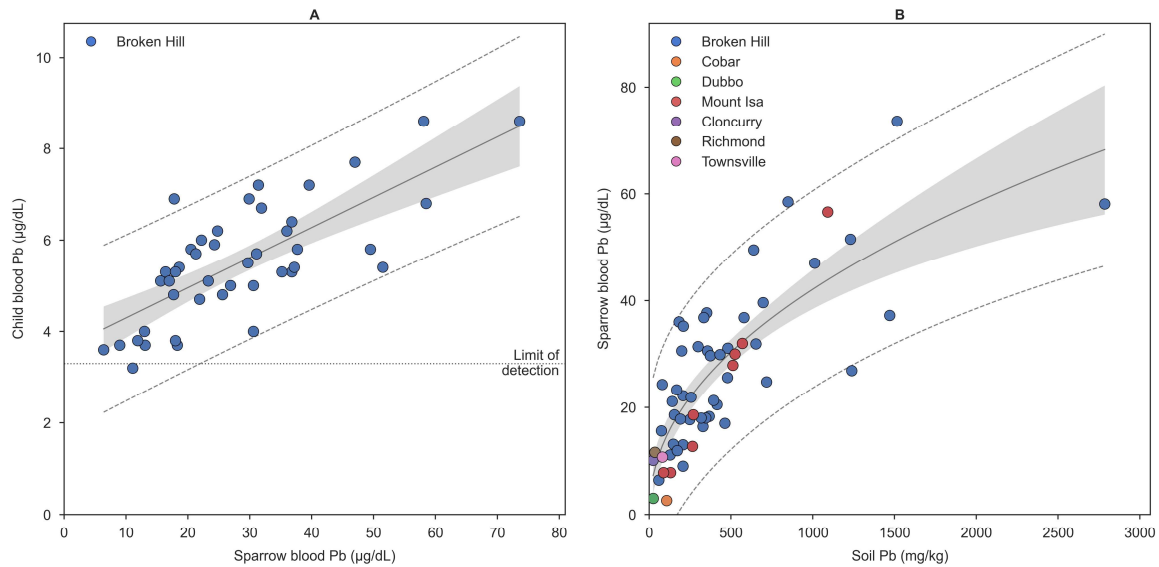 A
Broken Hill
Child blood Pb (µg/dL)
10
8
6
4
2
0
Limit of
detection
0 10 20 30 40 50 60 70 80
Sparrow blood Pb (µg/dL)
B
Broken Hill
Cobar
Dubbo
Mount Isa
Cloncurry
Richmond
Townsville
Sparrow blood Pb (µg/dL)
80
60
40
20
0
0 500 1000 1500 2000 2500 3000
Soil Pb (mg/kg)